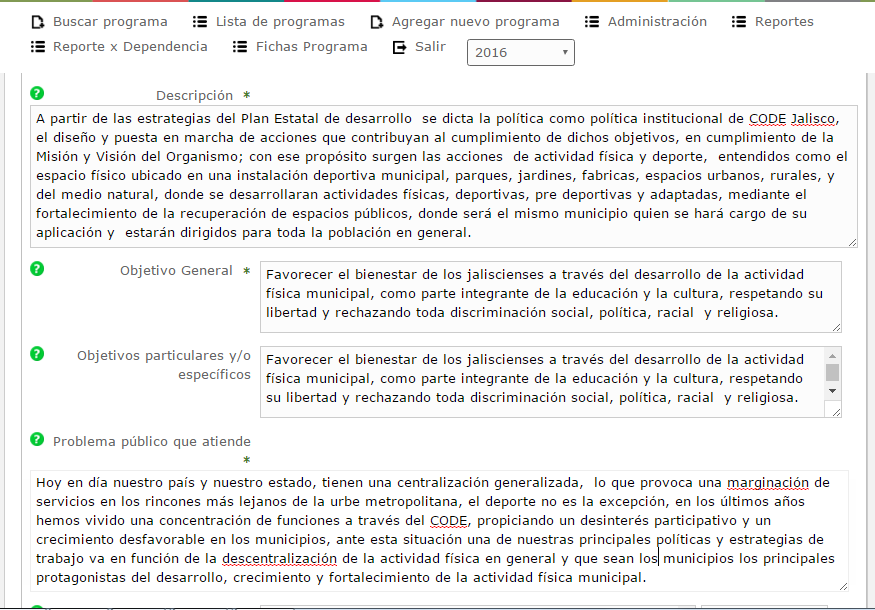 Buscar programa Lista de programas Agregar nuevo programa Administración Reportes
Reporte x Dependencia Fichas Programa Salir 2016
Descripción *
A partir de las estrategias del Plan Estatal de desarrollo  se dicta la política como política institucional de CODE Jalisco,
el diseño y puesta en marcha de acciones que contribuyan al cumplimiento de dichos objetivos, en cumplimiento de la
Misión y Visión del Organismo; con ese propósito surgen las acciones  de actividad física y deporte,  entendidos como el
espacio físico ubicado en una instalación deportiva municipal, parques, jardines, fabricas, espacios urbanos, rurales, y
del medio natural, donde se desarrollaran actividades físicas, deportivas, pre deportivas y adaptadas, mediante el
fortalecimiento de la recuperación de espacios públicos, donde será el mismo municipio quien se hará cargo de su
aplicación y  estarán dirigidos para toda la población en general.
Objetivo General *
Favorecer el bienestar de los jaliscienses a través del desarrollo de la actividad
física municipal, como parte integrante de la educación y la cultura, respetando su
libertad y rechazando toda discriminación social, política, racial  y religiosa.
Objetivos particulares y/o
específicos
Favorecer el bienestar de los jaliscienses a través del desarrollo de la actividad
física municipal, como parte integrante de la educación y la cultura, respetando
su libertad y rechazando toda discriminación social, política, racial  y religiosa.
Problema público que atiende
*
Hoy en día nuestro país y nuestro estado, tienen una centralización generalizada,  lo que provoca una marginación de
servicios en los rincones más lejanos de la urbe metropolitana, el deporte no es la excepción, en los últimos años
hemos vivido una concentración de funciones a través del CODE, propiciando un desinterés participativo y un
crecimiento desfavorable en los municipios, ante esta situación una de nuestras principales políticas y estrategias de
trabajo va en función de la descentralización de la actividad física en general y que sean los municipios los principales
protagonistas del desarrollo, crecimiento y fortalecimiento de la actividad física municipal.